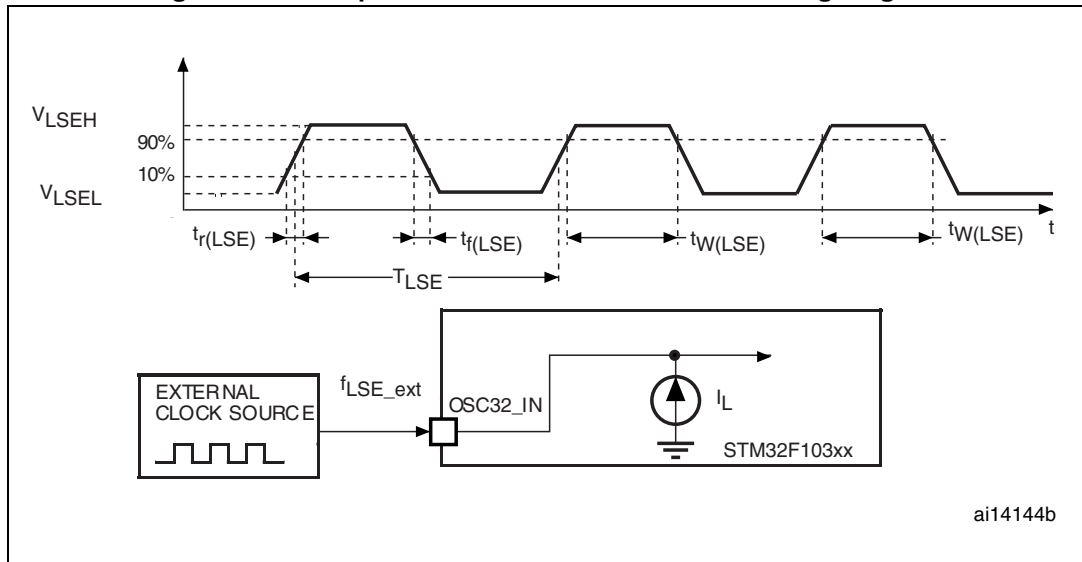 VLSEH
90%
10%
VLSEL
tr(LSE)
tf(LSE)
tW(LSE)
tW(LSE)
t
TLSE
EXTERNAL
CLOCK SOURCE
fLSE_ext
OSC32_IN
IL
STM32F103xx
ai14144b